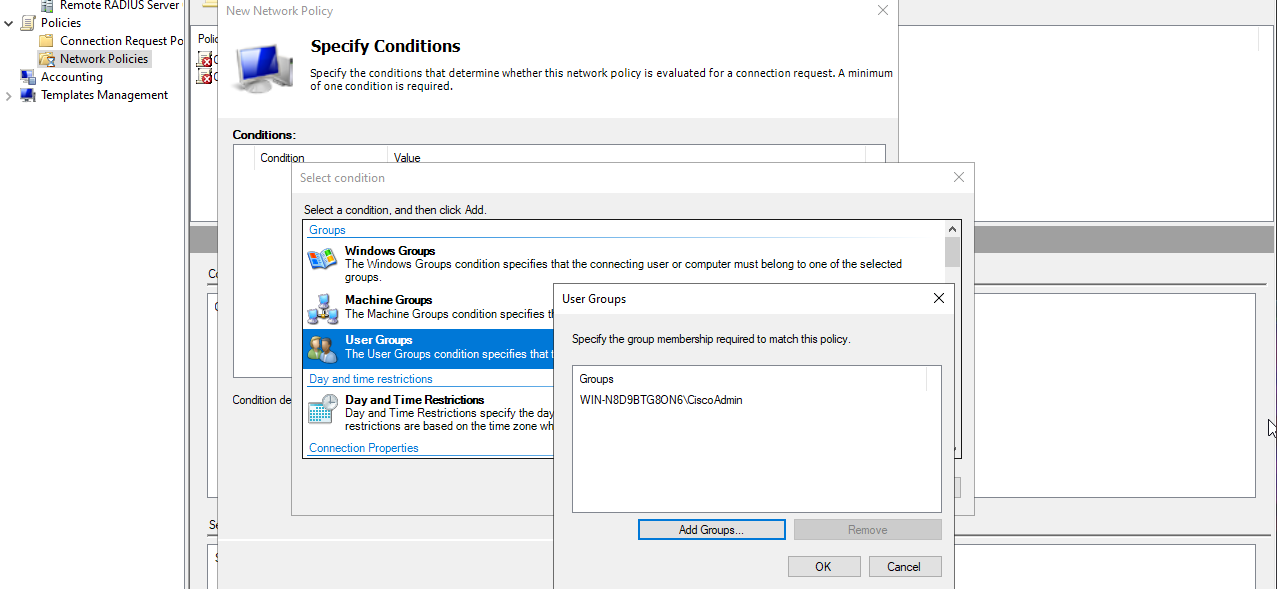 Remote RADIUS Server
Policies
Connection Request Po
Network Policies
Accounting
Templates Management
Polic
New Network Policy
Specify Conditions
Specify the conditions that determine whether this network policy is evaluated for a connection request. A minimum
of one condition is required.
Conditions:
Condition Value
Condition de
Select condition
Select a condition, and then click Add.
Groups
Windows Groups
The Windows Groups condition specifies that the connecting user or computer must belong to one of the selected
groups.
Machine Groups
The Machine Groups condition specifies th
User Groups
The User Groups condition specifies that t
Day and time restrictions
Day and Time Restrictions
Day and Time Restrictions specify the day
restrictions are based on the time zone wh
Connection Properties
User Groups
Specify the group membership required to match this policy.
Groups
WIN-N8D9BTG8ON6\CiscoAdmin
Add Groups...
Remove
OK
Cancel